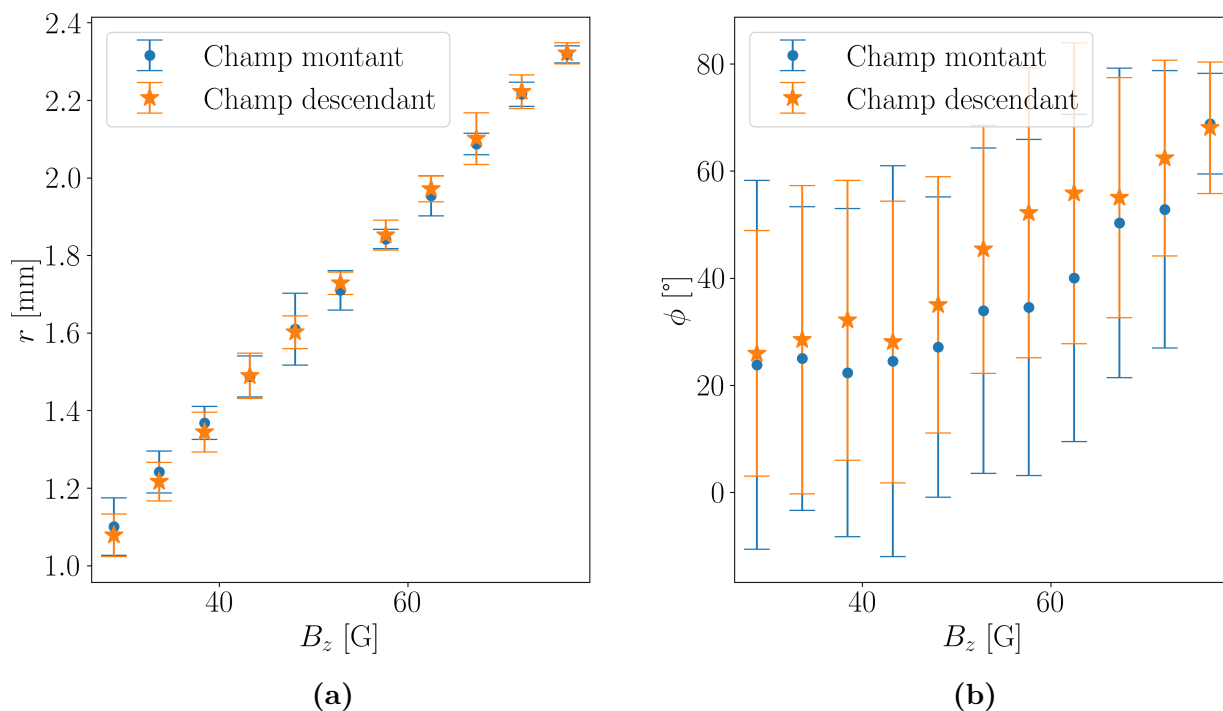 Champ montant
Champ descendant
r [mm]
2.4
2.2
2.0
1.8
1.6
1.4
1.2
1.0
40
60
B_z [G]
(a)
Champ montant
Champ descendant
ϕ [°]
80
60
40
20
0
40
60
B_z [G]
(b)